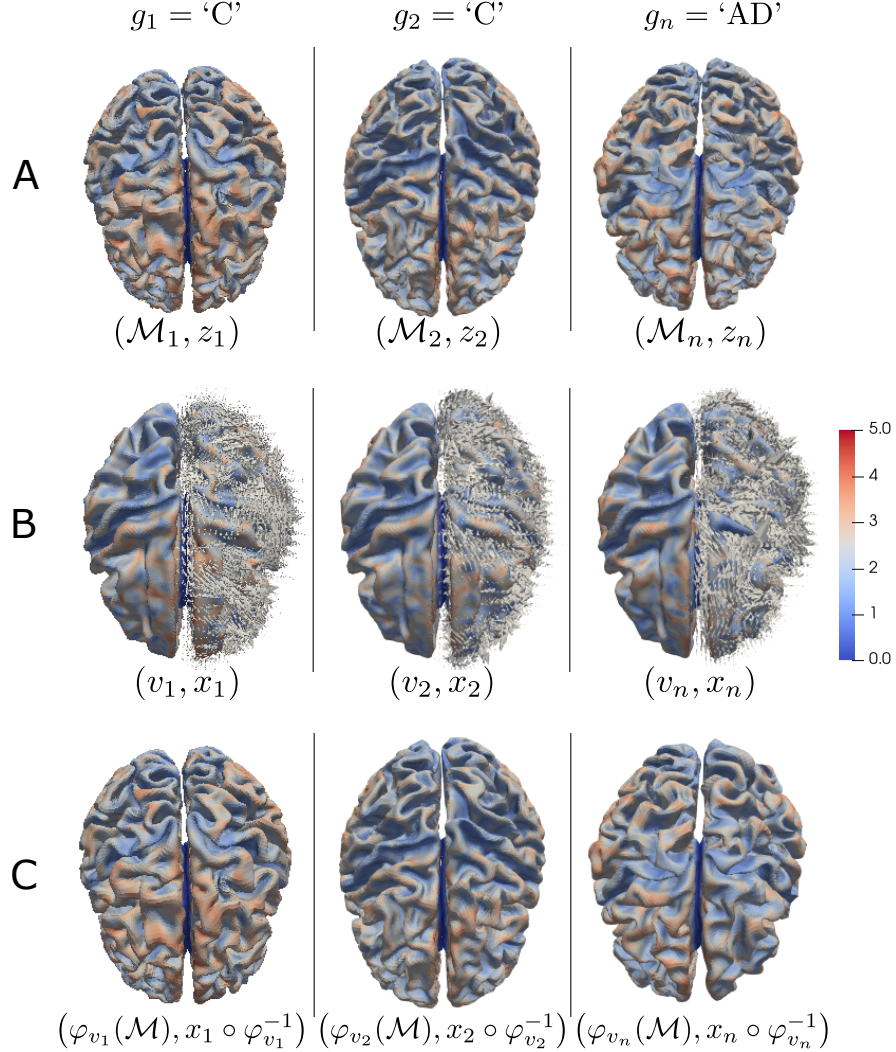 g₁ = ‘C’ g₂ = ‘C’ gₙ = ‘AD’
A
(ℳ₁, z₁) (ℳ₂, z₂) (ℳₙ, zₙ)
B
5.0
4
3
2
1
0.0
(v₁, x₁) (v₂, x₂) (vₙ, xₙ)
C
(φ_{v₁}(ℳ), x₁ ∘ φ_{v₁}⁻¹) (φ_{v₂}(ℳ), x₂ ∘ φ_{v₂}⁻¹) (φ_{vₙ}(ℳ), xₙ ∘ φ_{vₙ}⁻¹)